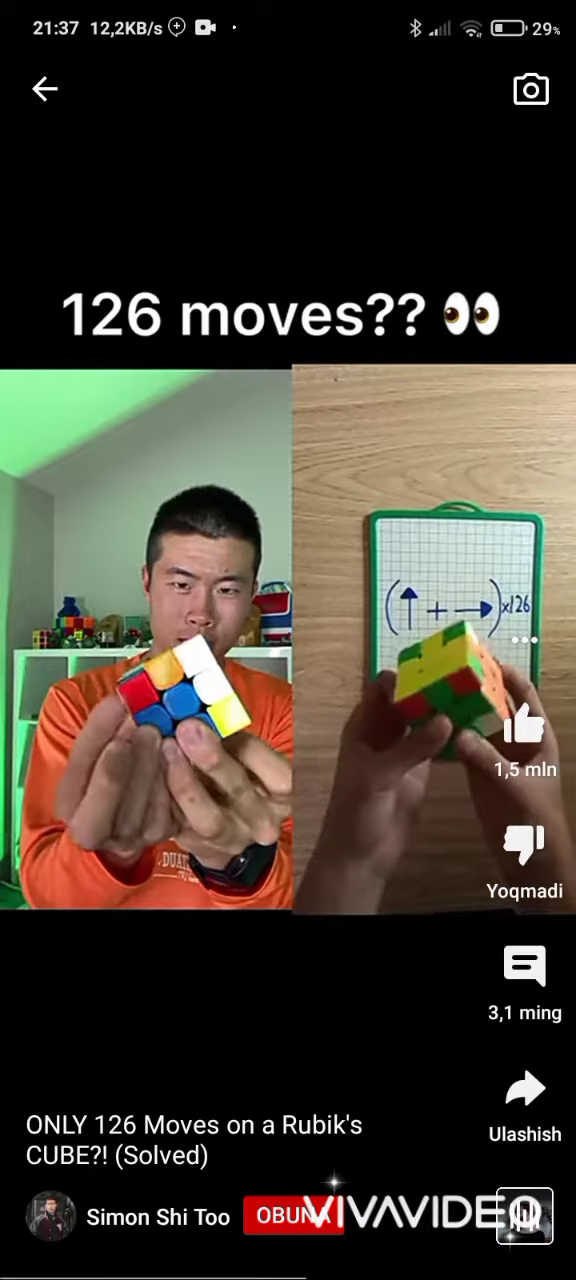 21:37 12,2KB/s 29%
126 moves?? 👀
(↑ + →)x126
1,5 mln
Yoqmadi
3,1 ming
ONLY 126 Moves on a Rubik's
CUBE?! (Solved)
Ulashish
Simon Shi Too
OBUNA
VIVAVIDEO